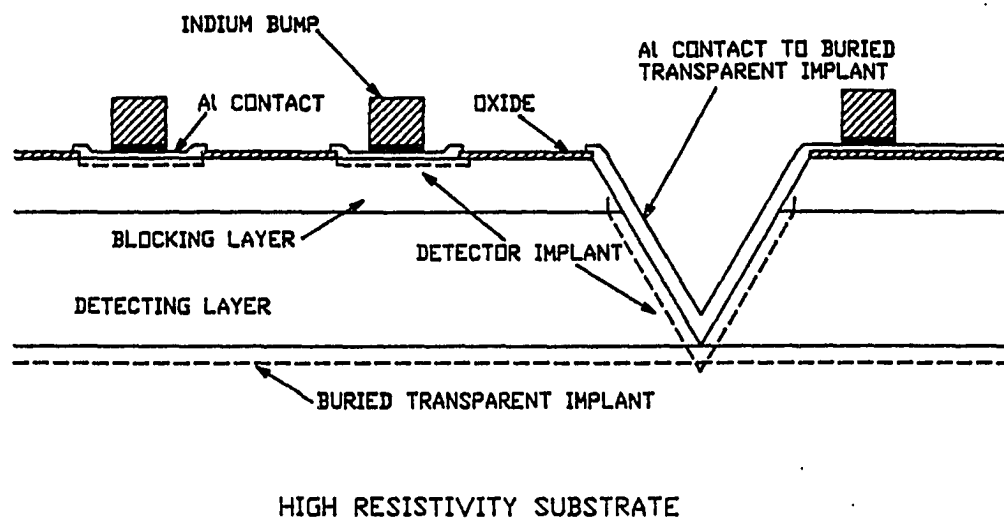 INDIUM BUMP
Al CONTACT TO BURIED
TRANSPARENT IMPLANT
Al CONTACT
OXIDE
BLOCKING LAYER
DETECTOR IMPLANT
DETECTING LAYER
BURIED TRANSPARENT IMPLANT
HIGH RESISTIVITY SUBSTRATE